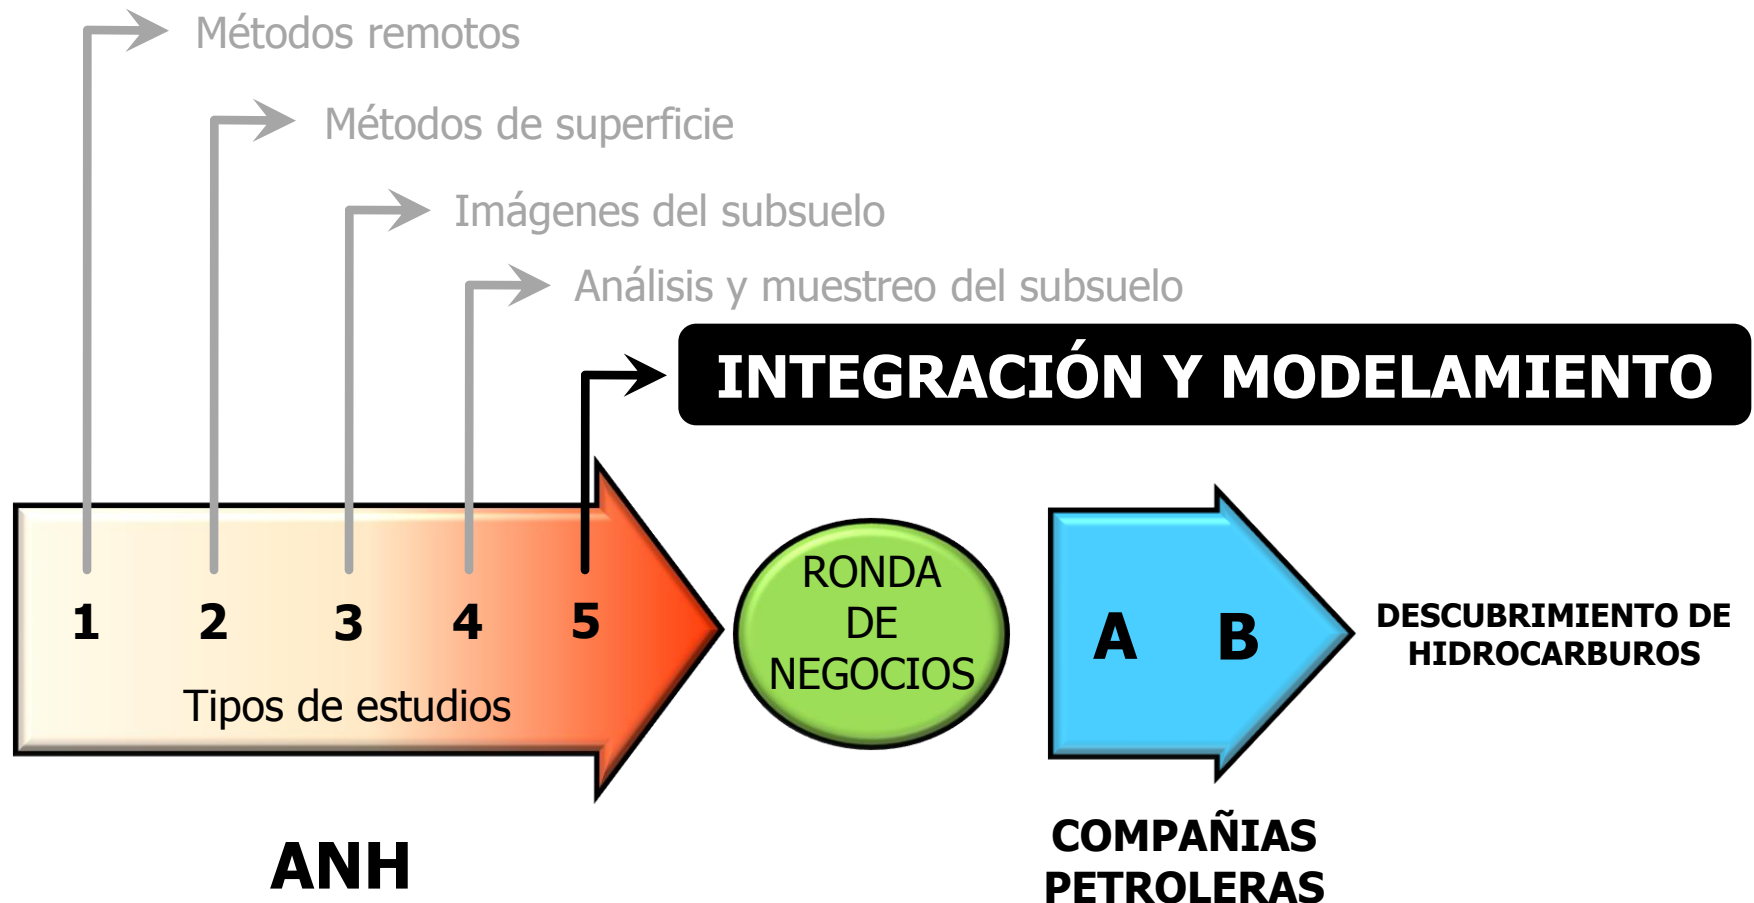 Métodos remotos
Métodos de superficie
Imágenes del subsuelo
Análisis y muestreo del subsuelo
INTEGRACIÓN Y MODELAMIENTO
1 2 3 4 5
Tipos de estudios
ANH
RONDA
DE
NEGOCIOS
A B
COMPAÑIAS
PETROLERAS
DESCUBRIMIENTO DE
HIDROCARBUROS